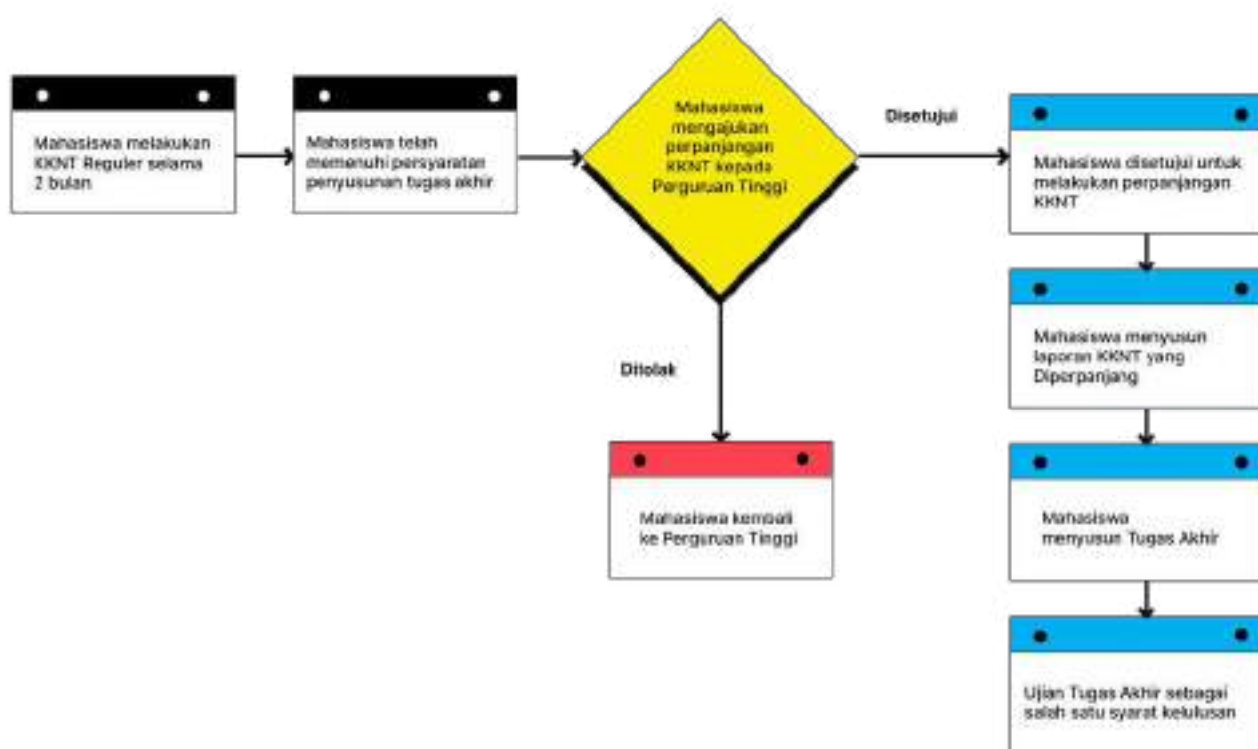 Mahasiswa melakukan
KKNT Reguler selama
2 bulan
Mahasiswa telah
memenuhi persyaratan
penyusunan tugas akhir
Mahasiswa
mengajukan
perpanjangan
KKNT kepada
Perguruan Tinggi
Disetujui
Mahasiswa disetujui untuk
melakukan perpanjangan
KKNT
Mahasiswa menyusun
laporan KKNT yang
Diperpanjang
Ditolak
Mahasiswa kembali
ke Perguruan Tinggi
Mahasiswa
menyusun Tugas Akhir
Ujian Tugas Akhir sebagai
salah satu syarat kelulusan